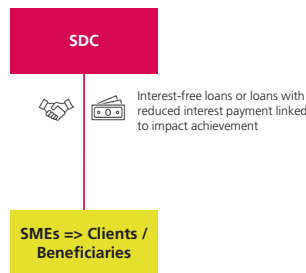 SDC
Interest-free loans or loans with
reduced interest payment linked
to impact achievement
SMEs => Clients /
Beneficiaries